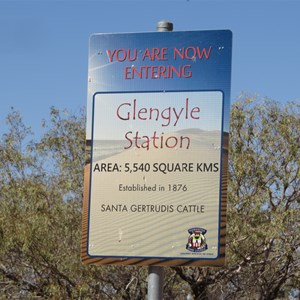 YOU ARE NOW
ENTERING
Glengyle
Station
AREA: 5,540 SQUARE KMS
Established in 1876
SANTA GERTRUDIS CATTLE